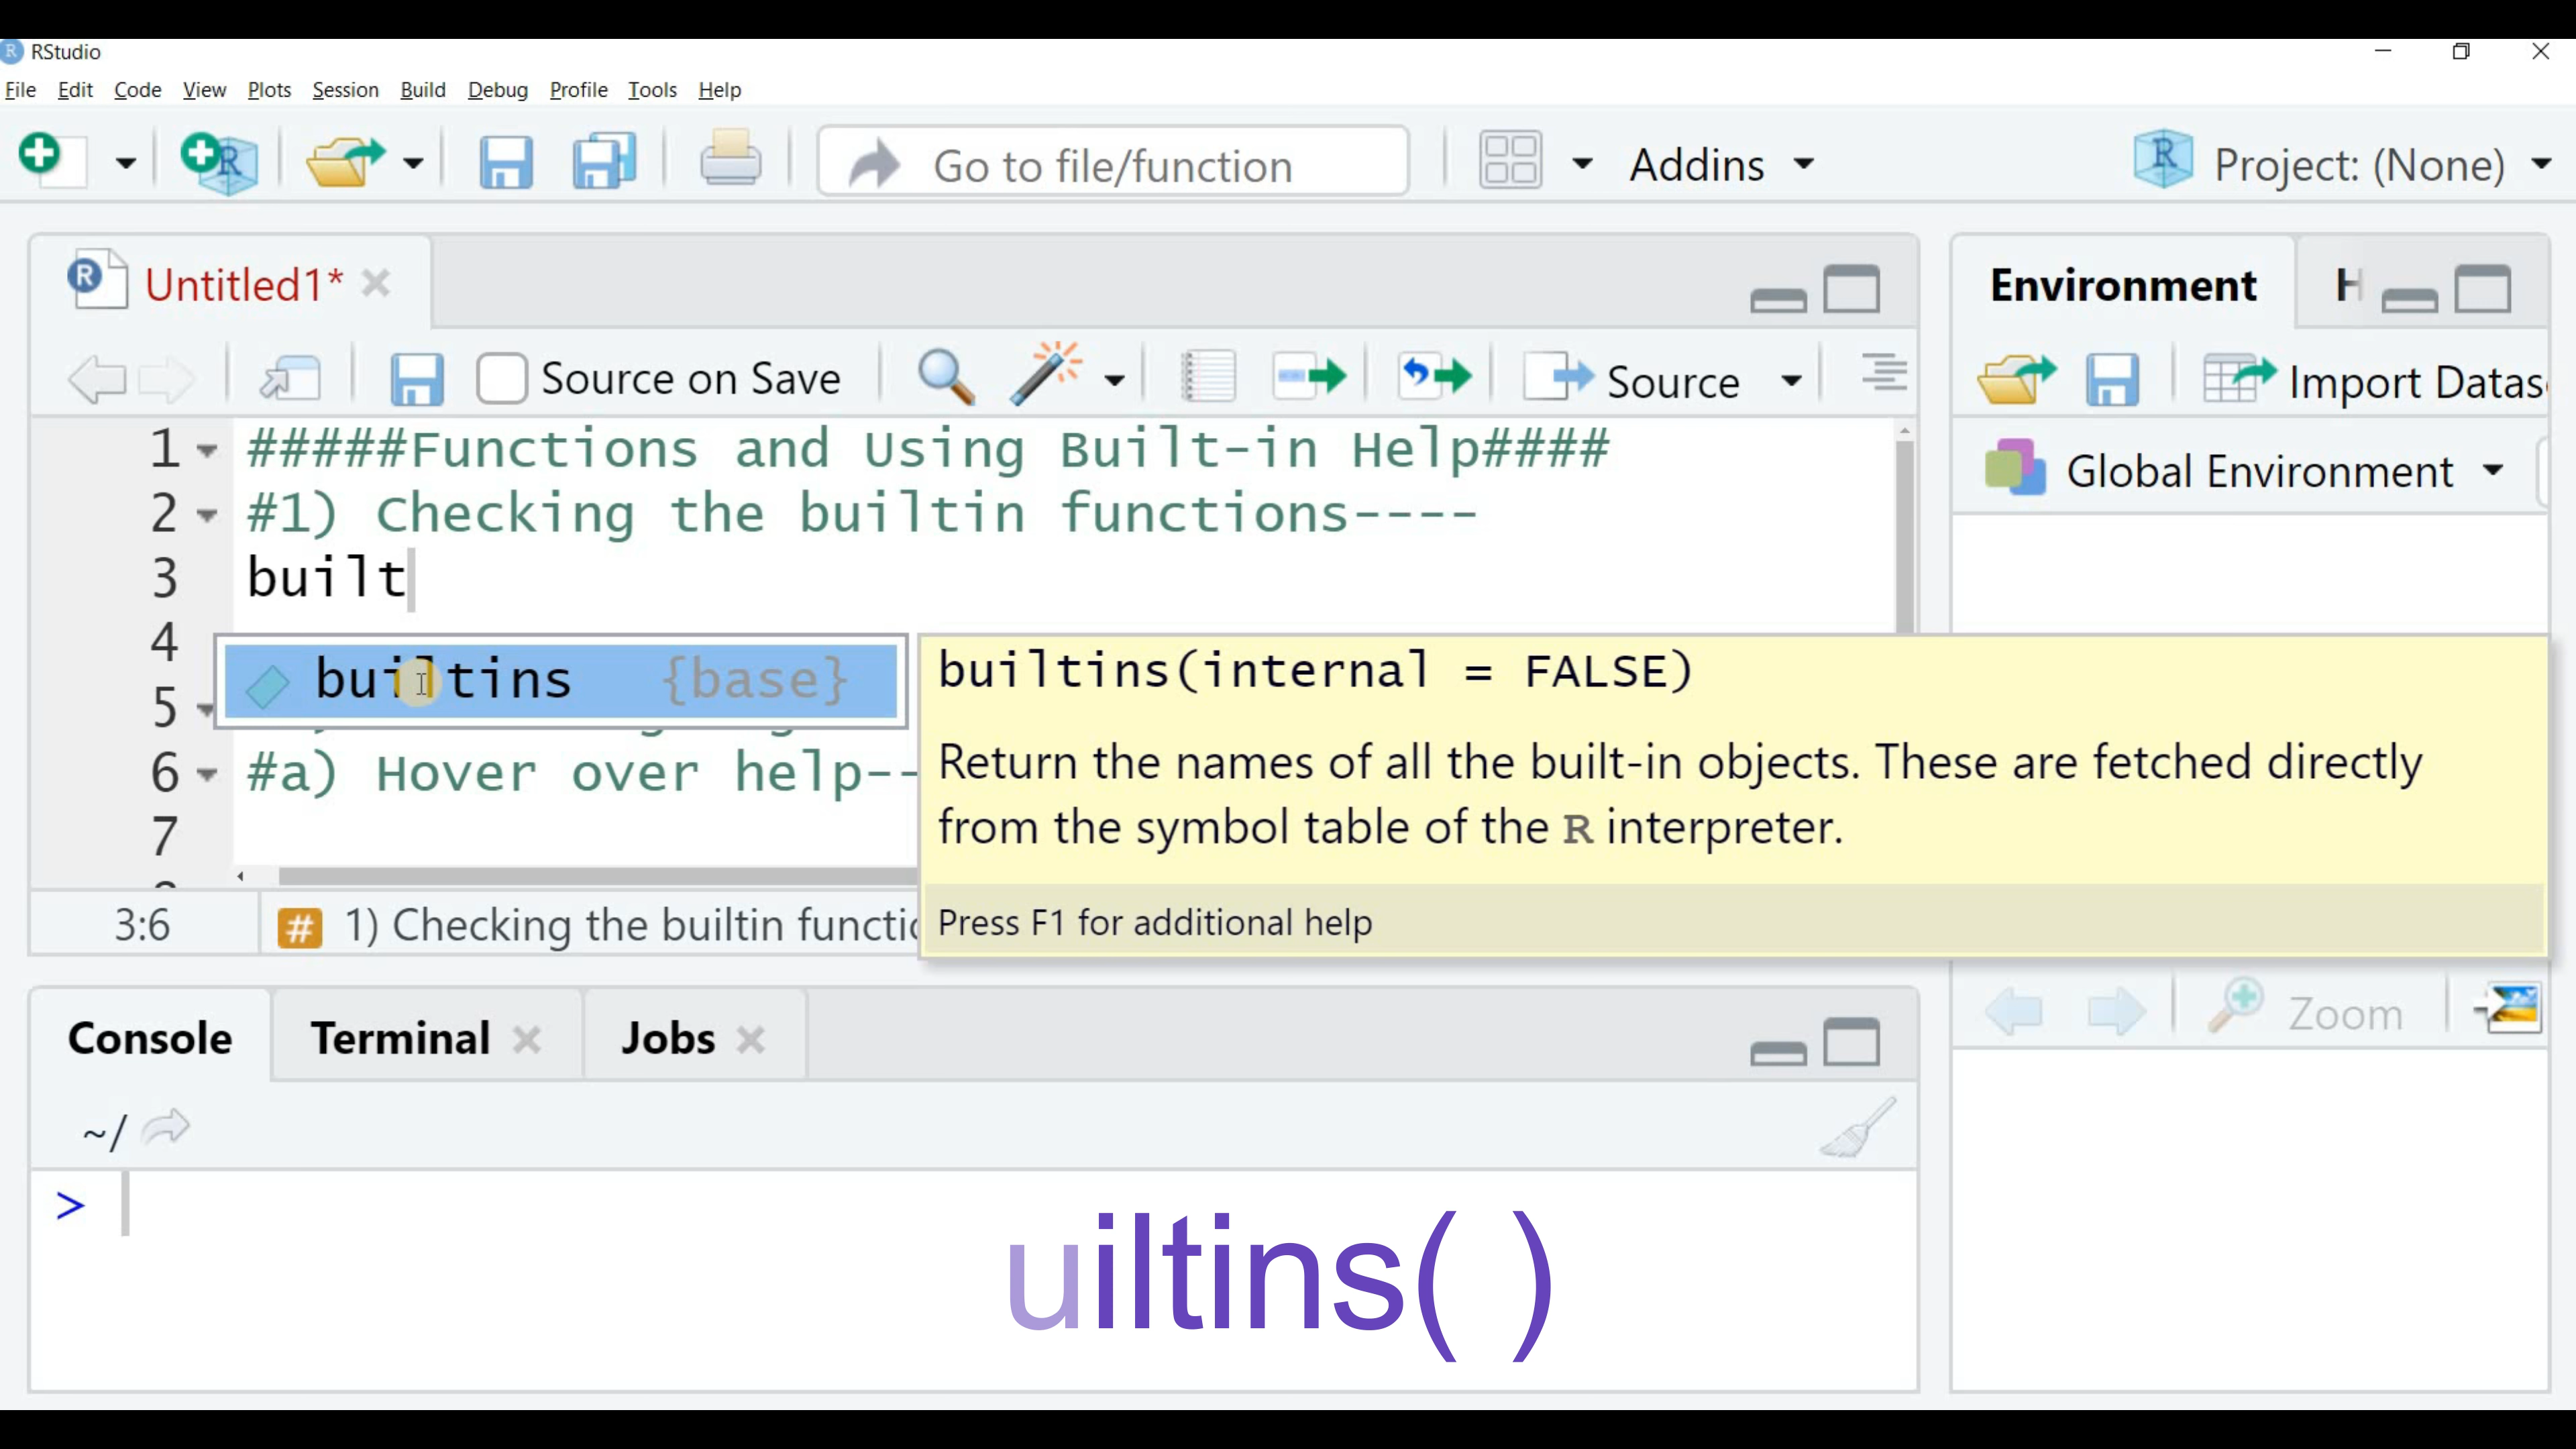 RStudio
File Edit Code View Plots Session Build Debug Profile Tools Help
Go to file/function
Addins
Project: (None)
Untitled1*
Source on Save
Source
1 #####Functions and Using Built-in Help####
2 #1) Checking the builtin functions----
3 built
4
5
6 #a) Hover over help--
7
builtins {base}
builtins(internal = FALSE)
Return the names of all the built-in objects. These are fetched directly
from the symbol table of the R interpreter.
Press F1 for additional help
3:6
# 1) Checking the builtin functio
Environment H
Import Datas
Global Environment
Zoom
Console Terminal Jobs
~/
>
uiltins( )